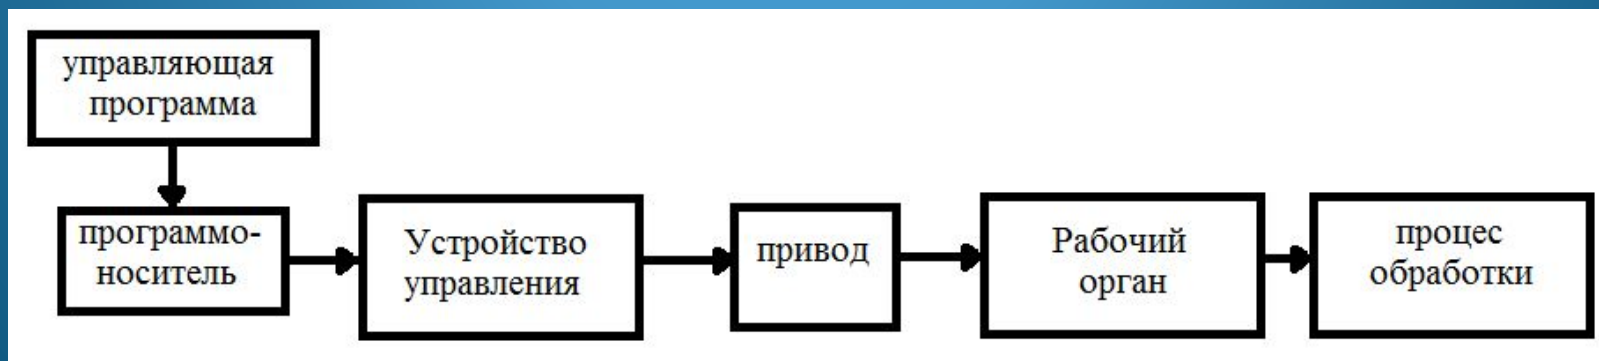 управляющая
программа
программо-
носитель
Устройство
управления
привод
Рабочий
орган
процес
обработки